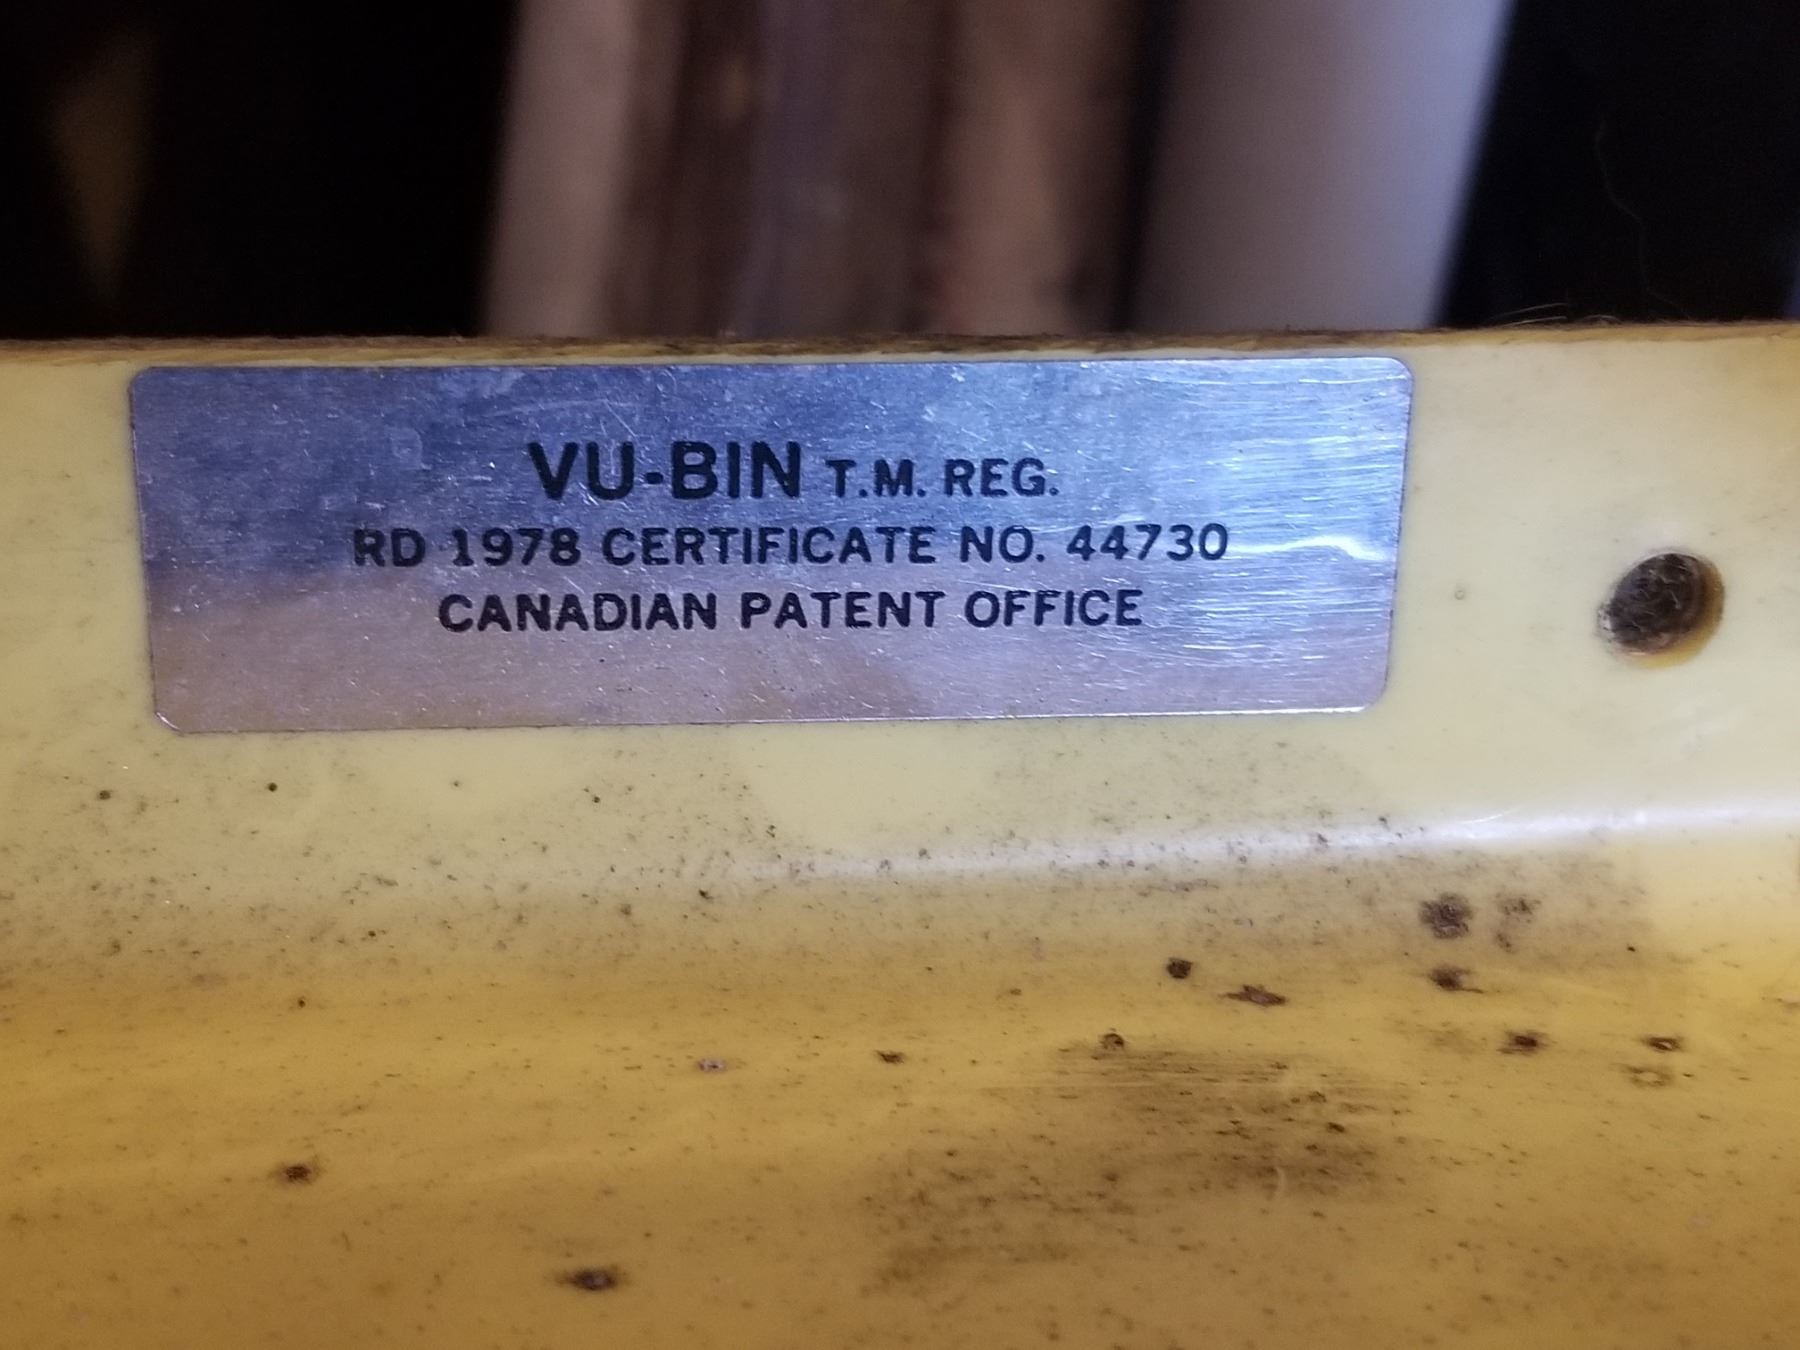 VU-BIN T.M. REG.
RD 1978 CERTIFICATE NO. 44730
CANADIAN PATENT OFFICE